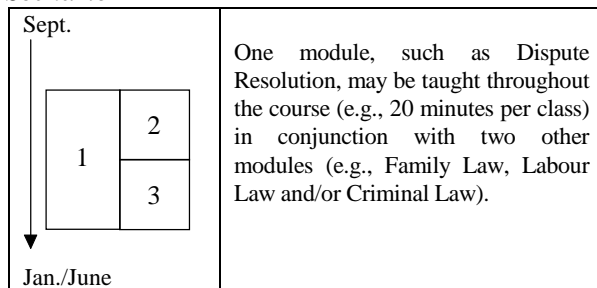 Sept.
1
2
3
Jan./June
One module, such as Dispute
Resolution, may be taught throughout
the course (e.g., 20 minutes per class)
in conjunction with two other
modules (e.g., Family Law, Labour
Law and/or Criminal Law).